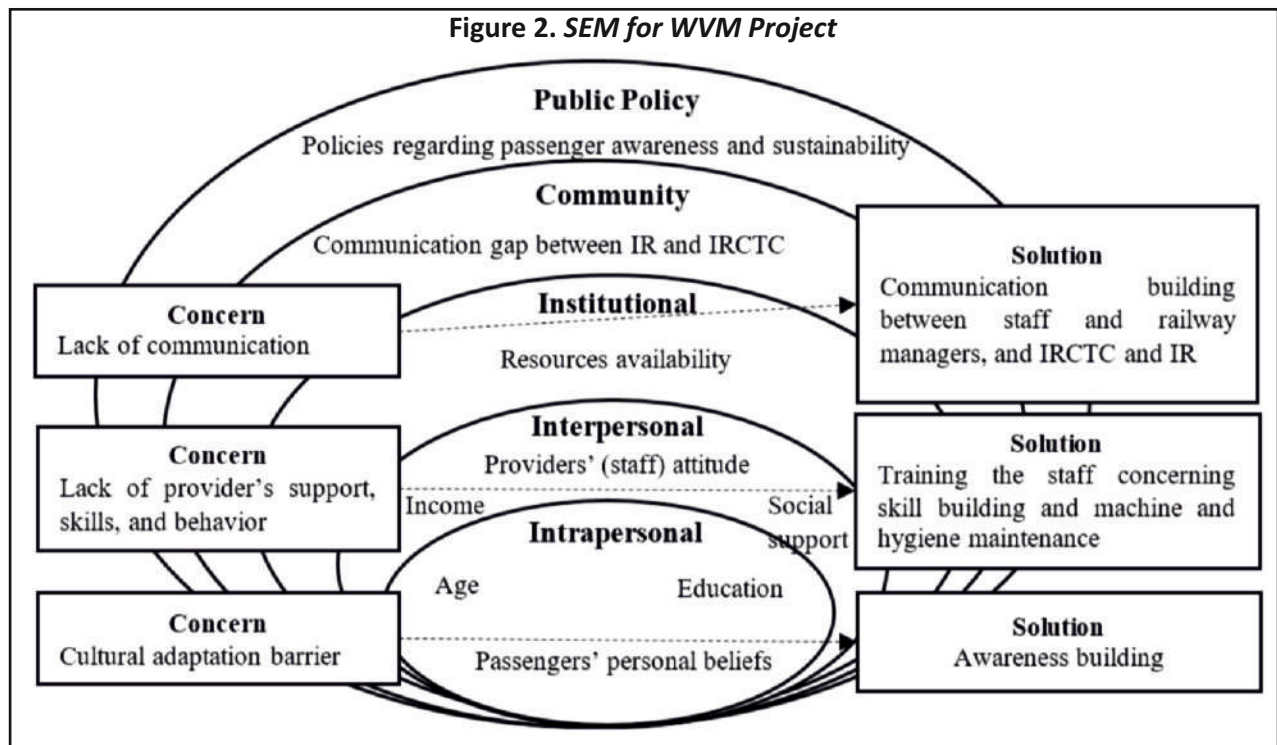 Figure 2. SEM for WVM Project
Public Policy
Policies regarding passenger awareness and sustainability
Community
Communication gap between IR and IRCTC
Institutional
Resources availability
Interpersonal
Providers' (staff) attitude
Income
Social
support
Intrapersonal
Age
Education
Passengers' personal beliefs
Concern
Lack of communication
Concern
Lack of provider's support,
skills, and behavior
Concern
Cultural adaptation barrier
Solution
Communication building
between staff and railway
managers, and IRCTC and IR
Solution
Training the staff concerning
skill building and machine and
hygiene maintenance
Solution
Awareness building